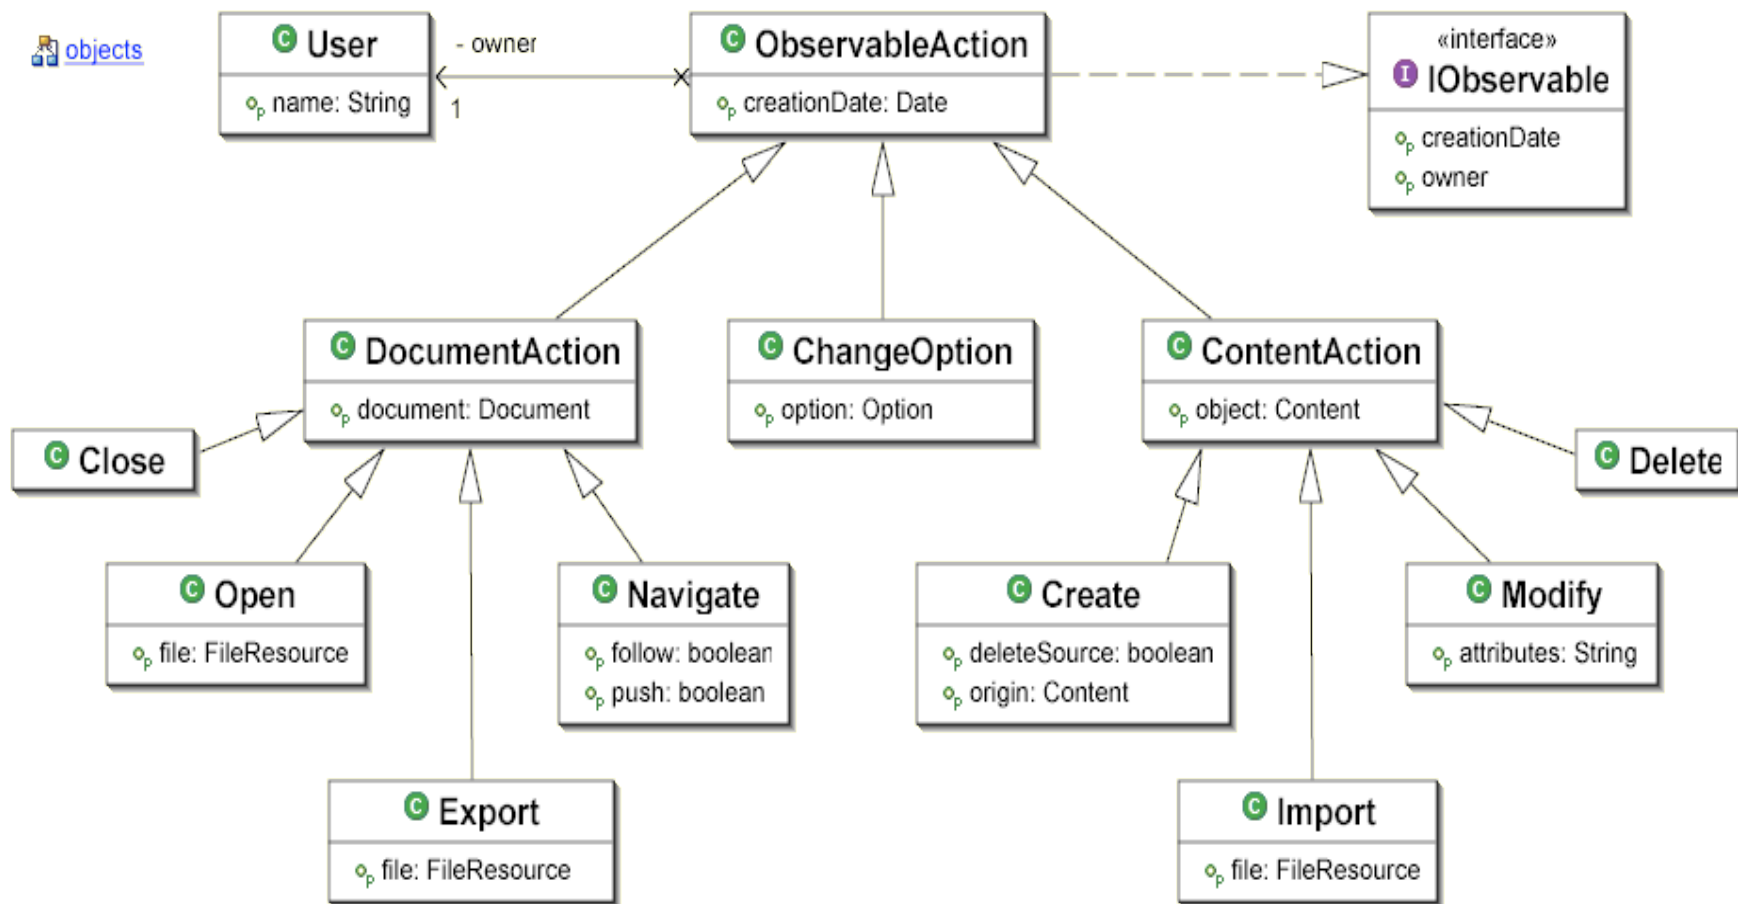 objects
User
name: String
- owner
1
ObservableAction
creationDate: Date
«interface»
IObservable
creationDate
owner
DocumentAction
document: Document
ChangeOption
option: Option
ContentAction
object: Content
Close
Delete
Open
file: FileResource
Navigate
follow: boolean
push: boolean
Create
deleteSource: boolean
origin: Content
Modify
attributes: String
Export
file: FileResource
Import
file: FileResource